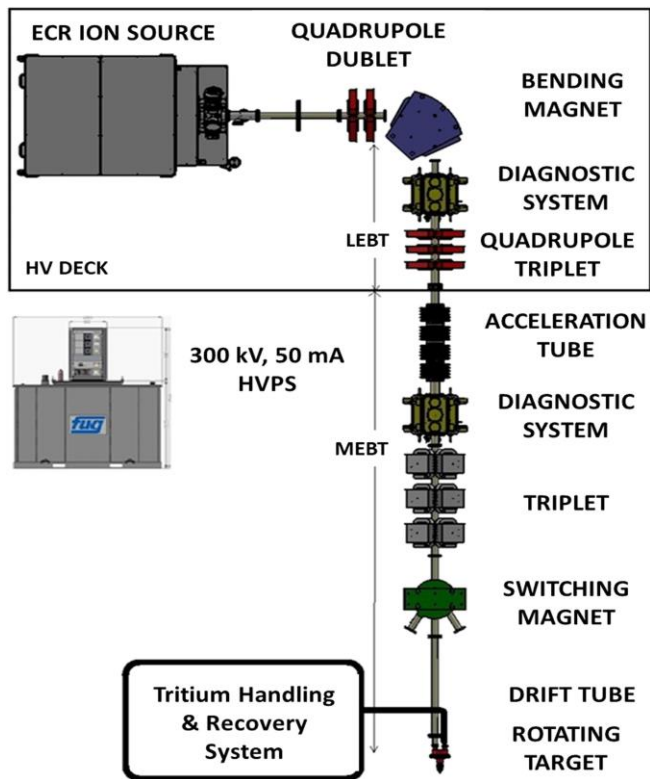 ECR ION SOURCE
QUADRUPOLE
DUBLET
BENDING
MAGNET
DIAGNOSTIC
SYSTEM
LEBT
QUADRUPOLE
TRIPLET
HV DECK
ACCELERATION
TUBE
300 kV, 50 mA
HVPS
fug
DIAGNOSTIC
SYSTEM
MEBT
TRIPLET
SWITCHING
MAGNET
Tritium Handling
& Recovery
System
DRIFT TUBE
ROTATING
TARGET